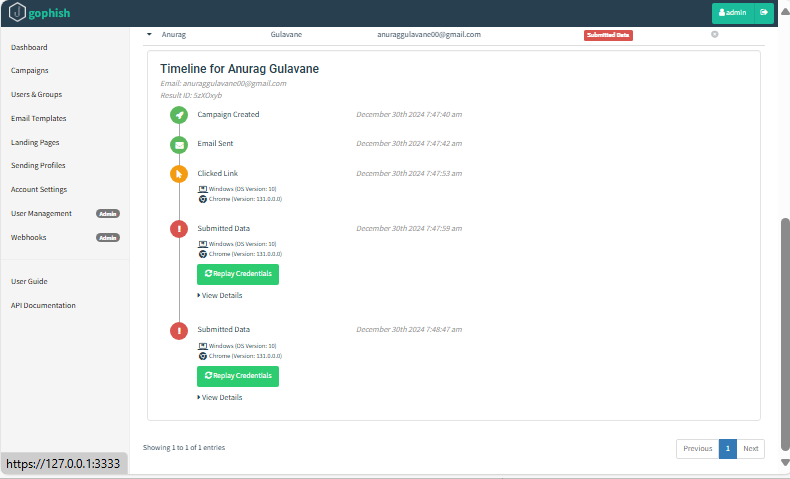 gophish
admin
Dashboard
Campaigns
Users & Groups
Email Templates
Landing Pages
Sending Profiles
Account Settings
User Management Admin
Webhooks Admin
User Guide
API Documentation
Anurag Gulavane anuraggulavane00@gmail.com Submitted Data
Timeline for Anurag Gulavane
Email: anuraggulavane00@gmail.com
Result ID: 5zXOxyb
Campaign Created December 30th 2024 7:47:40 am
Email Sent December 30th 2024 7:47:42 am
Clicked Link December 30th 2024 7:47:53 am
Windows (OS Version: 10)
Chrome (Version: 131.0.0.0)
Submitted Data December 30th 2024 7:47:59 am
Windows (OS Version: 10)
Chrome (Version: 131.0.0.0)
Replay Credentials
View Details
Submitted Data December 30th 2024 7:48:47 am
Windows (OS Version: 10)
Chrome (Version: 131.0.0.0)
Replay Credentials
View Details
Showing 1 to 1 of 1 entries
Previous 1 Next
https://127.0.0.1:3333